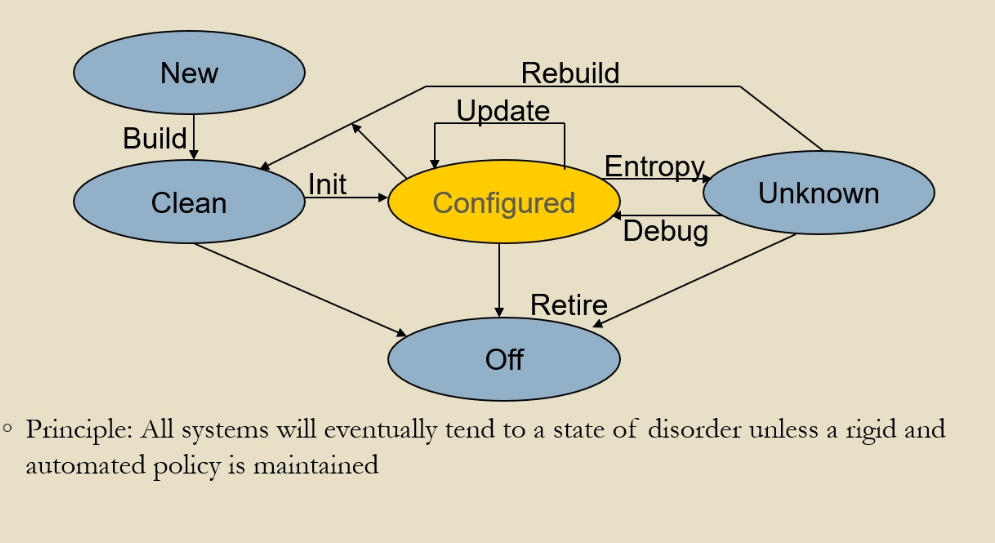 New
Rebuild
Update
Build
Entropy
Init
Clean
Configured
Unknown
Debug
Retire
Off
◦ Principle: All systems will eventually tend to a state of disorder unless a rigid and
automated policy is maintained